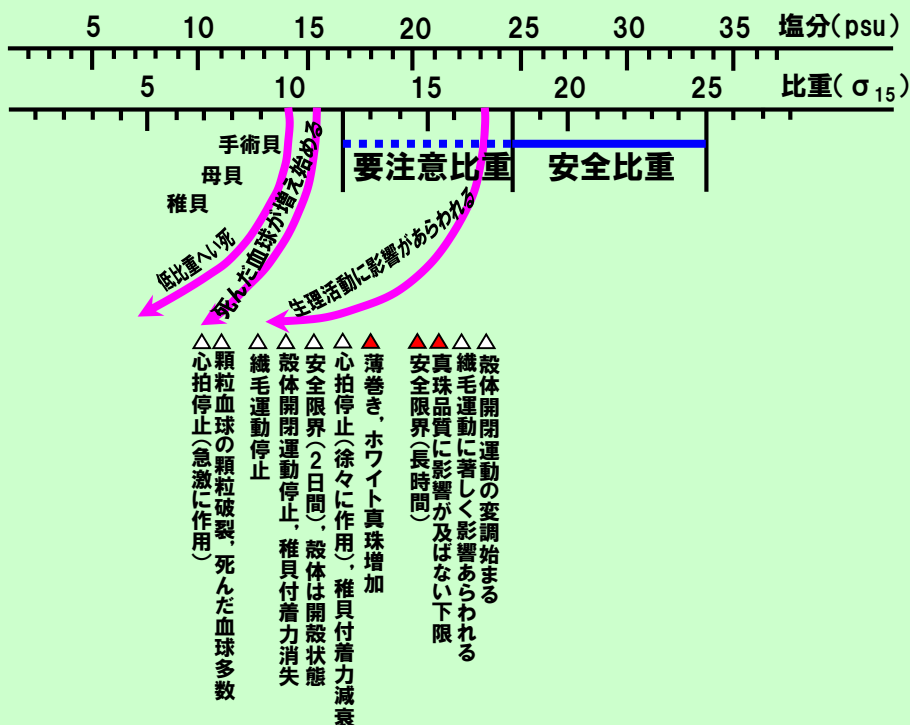 5 10 15 20 25 30 35 塩分(psu)
5 10 15 20 25 比重(σ15)
手術貝
母貝
稚貝
要注意比重
安全比重
低比重へい死
死んだ血球が増え始める
生理活動に影響があらわれる
心拍停止(急激に作用)
顆粒血球の顆粒破裂,死んだ血球多数
繊毛運動停止
殻体開閉運動停止,稚貝付着力消失
安全限界(2日間),殻体は開殻状態
心拍停止(徐々に作用),稚貝付着力減衰
薄巻き,ホワイト真珠増加
安全限界(長時間)
真珠品質に影響が及ばない下限
繊毛運動に著しく影響あらわれる
殻体開閉運動の変調始まる